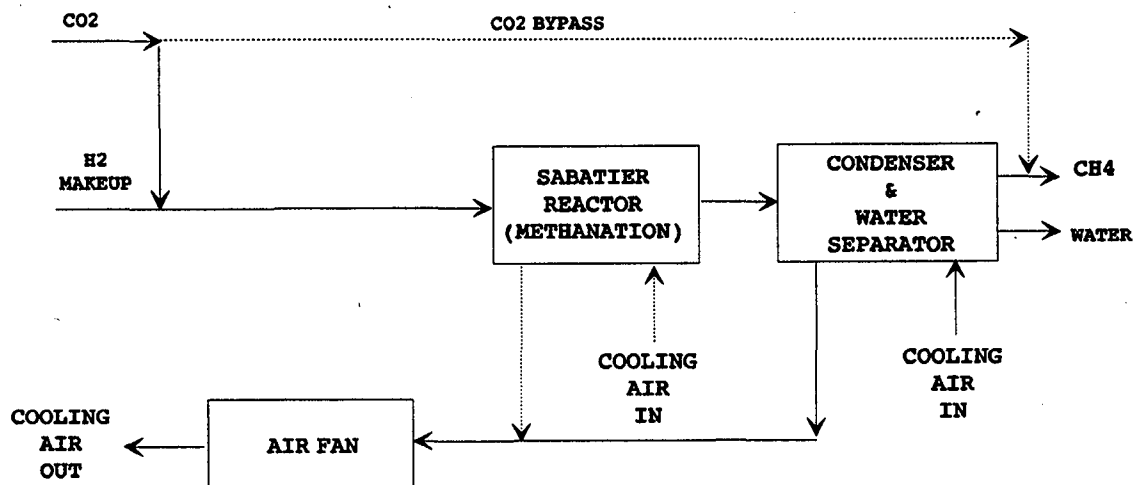 CO2
CO2 BYPASS
H2
MAKEUP
SABATIER
REACTOR
(METHANATION)
CONDENSER
&
WATER
SEPARATOR
CH4
WATER
COOLING
AIR
IN
COOLING
AIR
IN
COOLING
AIR
OUT
AIR FAN